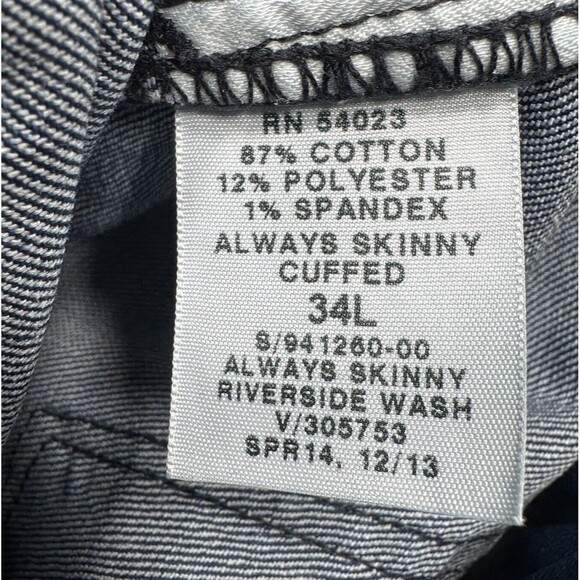 RN 54023
87% COTTON
12% POLYESTER
1% SPANDEX
ALWAYS SKINNY
CUFFED
34L
S/941260-00
ALWAYS SKINNY
RIVERSIDE WASH
V/305753
SPR14, 12/13